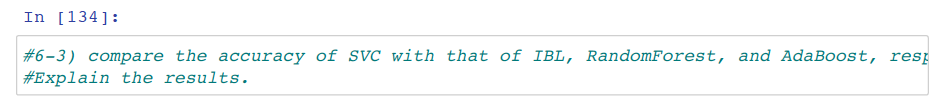 In [134]:
#6-3) compare the accuracy of SVC with that of IBL, RandomForest, and AdaBoost,
#Explain the results.